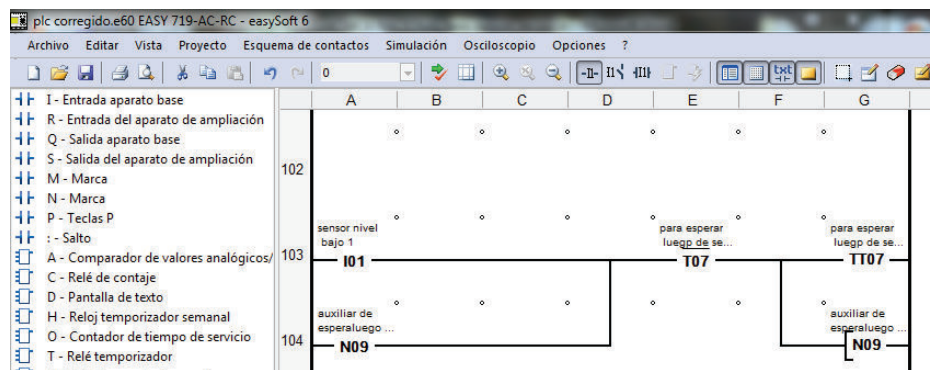 plc corregido.e60 EASY 719-AC-RC - easySoft 6
Archivo Editar Vista Proyecto Esquema de contactos Simulación Osciloscopio Opciones ?
0
txt
I - Entrada aparato base
R - Entrada del aparato de ampliación
Q - Salida aparato base
S - Salida del aparato de ampliación
M - Marca
N - Marca
P - Teclas P
: - Salto
A - Comparador de valores analógicos/
C - Relé de contaje
D - Pantalla de texto
H - Reloj temporizador semanal
O - Contador de tiempo de servicio
T - Relé temporizador
A B C D E F G
102
103
sensor nivel
bajo 1
I01
para esperar
luegp de se...
T07
para esperar
luegp de se...
TT07
104
auxiliar de
esperaluego ...
N09
auxiliar de
esperaluego ...
N09